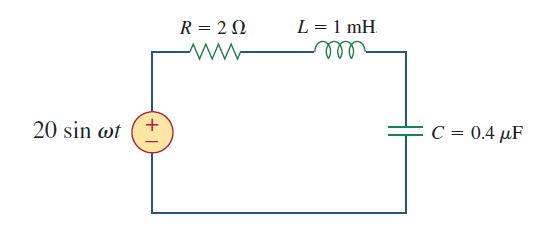 R = 2 Ω
L = 1 mH
20 sin ωt
+
−
C = 0.4 μF